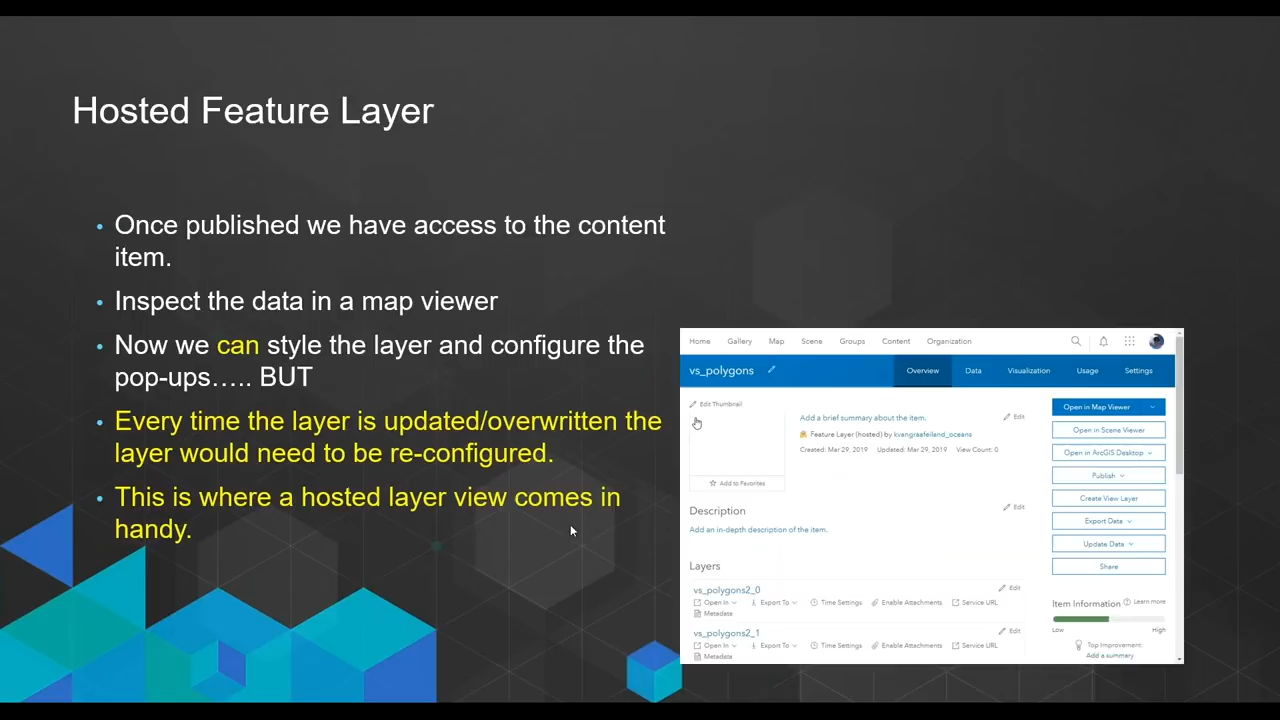 Hosted Feature Layer
• Once published we have access to the content
item.
• Inspect the data in a map viewer
• Now we can style the layer and configure the
pop-ups….. BUT
• Every time the layer is updated/overwritten the
layer would need to be re-configured.
• This is where a hosted layer view comes in
handy.
Home Gallery Map Scene Groups Content Organization
vs_polygons Overview Data Visualization Usage Settings
Edit Thumbnail
Add to Favorites
Add a brief summary about the item. Edit
Feature Layer (hosted) by kvangraafeiland_oceans
Created: Mar 29, 2019 Updated: Mar 29, 2019 View Count: 0
Description Edit
Add an in-depth description of the item.
Layers
vs_polygons2_0 Edit
Open In Export To Time Settings Enable Attachments Service URL
Metadata
vs_polygons2_1 Edit
Open In Export To Time Settings Enable Attachments Service URL
Metadata
Open in Map Viewer
Open in Scene Viewer
Open in ArcGIS Desktop
Publish
Create View Layer
Export Data
Update Data
Share
Item Information Learn more
Low High
Top Improvement:
Add a summary